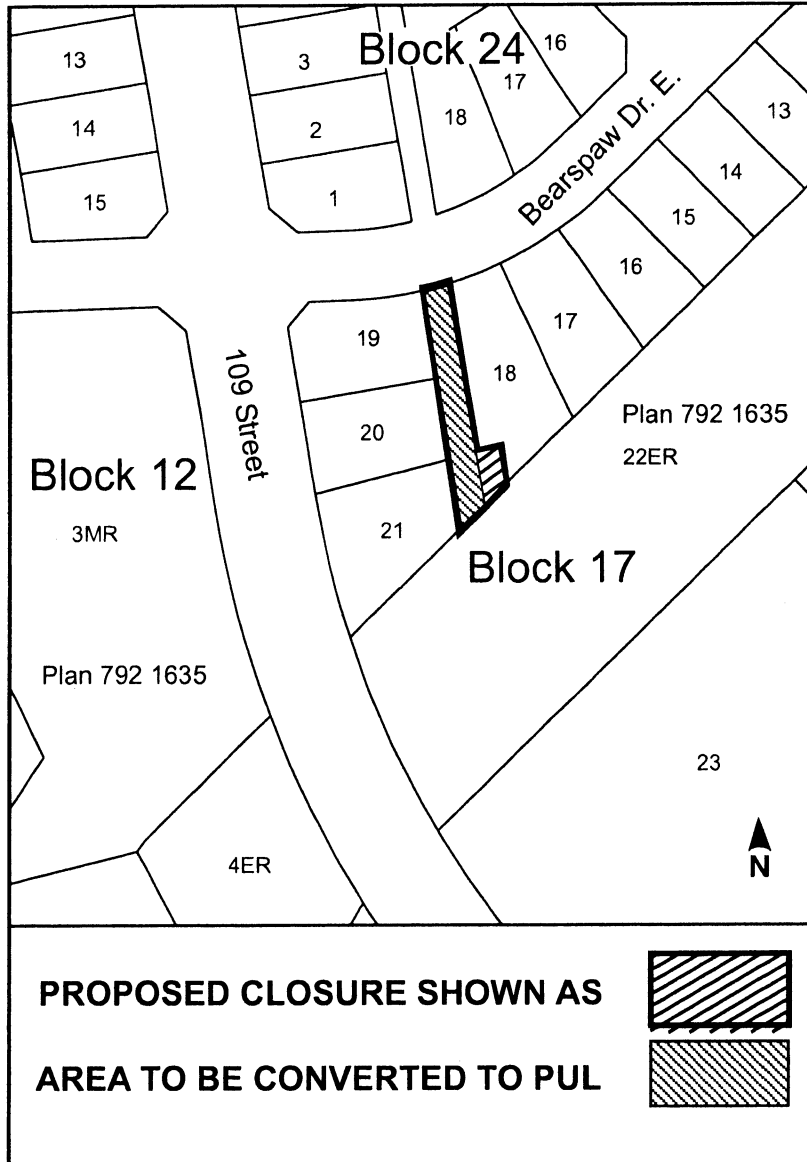 Block 24
16
13
3
17
18
13
14
2
Bearspaw Dr. E.
14
15
1
15
16
19
17
109 Street
18
Plan 792 1635
20
22ER
Block 12
3MR
21
Block 17
Plan 792 1635
23
4ER
N
PROPOSED CLOSURE SHOWN AS
AREA TO BE CONVERTED TO PUL